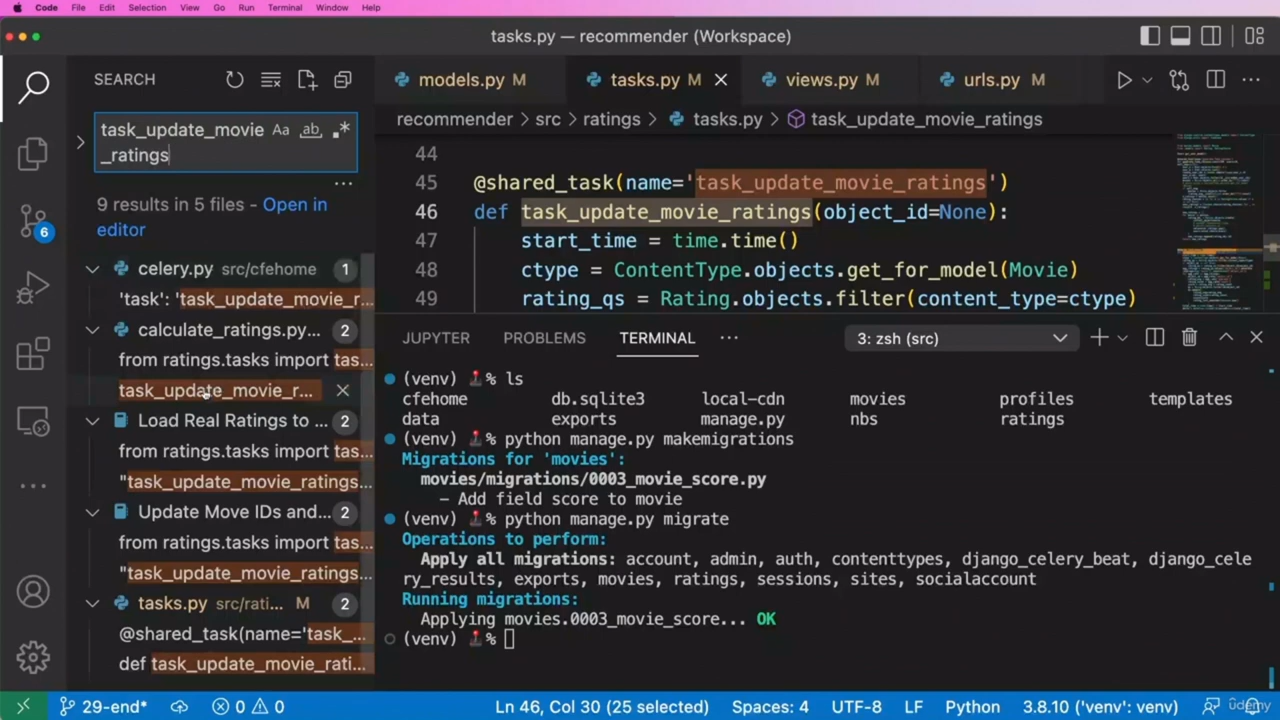 Code File Edit Selection View Go Run Terminal Window Help
tasks.py — recommender (Workspace)
SEARCH
models.py M tasks.py M views.py M urls.py M
task_update_movie
_ratings
Aa ab
recommender > src > ratings > tasks.py > task_update_movie_ratings
9 results in 5 files - Open in
editor
celery.py src/cfehome 1
'task': 'task_update_movie_r...
calculate_ratings.py... 2
from ratings.tasks import tas...
task_update_movie_r...
Load Real Ratings to ... 2
from ratings.tasks import tas...
"task_update_movie_ratings...
Update Move IDs and... 2
from ratings.tasks import tas...
"task_update_movie_ratings...
tasks.py src/rati... M 2
@shared_task(name='task_...
def task_update_movie_rati...
44
45 @shared_task(name='task_update_movie_ratings')
46 def task_update_movie_ratings(object_id=None):
47 start_time = time.time()
48 ctype = ContentType.objects.get_for_model(Movie)
49 rating_qs = Rating.objects.filter(content_type=ctype)
JUPYTER PROBLEMS TERMINAL ... 3: zsh (src)
(venv) % ls
cfehome db.sqlite3 local-cdn movies profiles templates
data exports manage.py nbs ratings
(venv) % python manage.py makemigrations
Migrations for 'movies':
movies/migrations/0003_movie_score.py
– Add field score to movie
(venv) % python manage.py migrate
Operations to perform:
Apply all migrations: account, admin, auth, contenttypes, django_celery_beat, django_cele
ry_results, exports, movies, ratings, sessions, sites, socialaccount
Running migrations:
Applying movies.0003_movie_score... OK
(venv) %
6
29-end* 0 0 Ln 46, Col 30 (25 selected) Spaces: 4 UTF-8 LF Python 3.8.10 ('venv': venv)
udemy